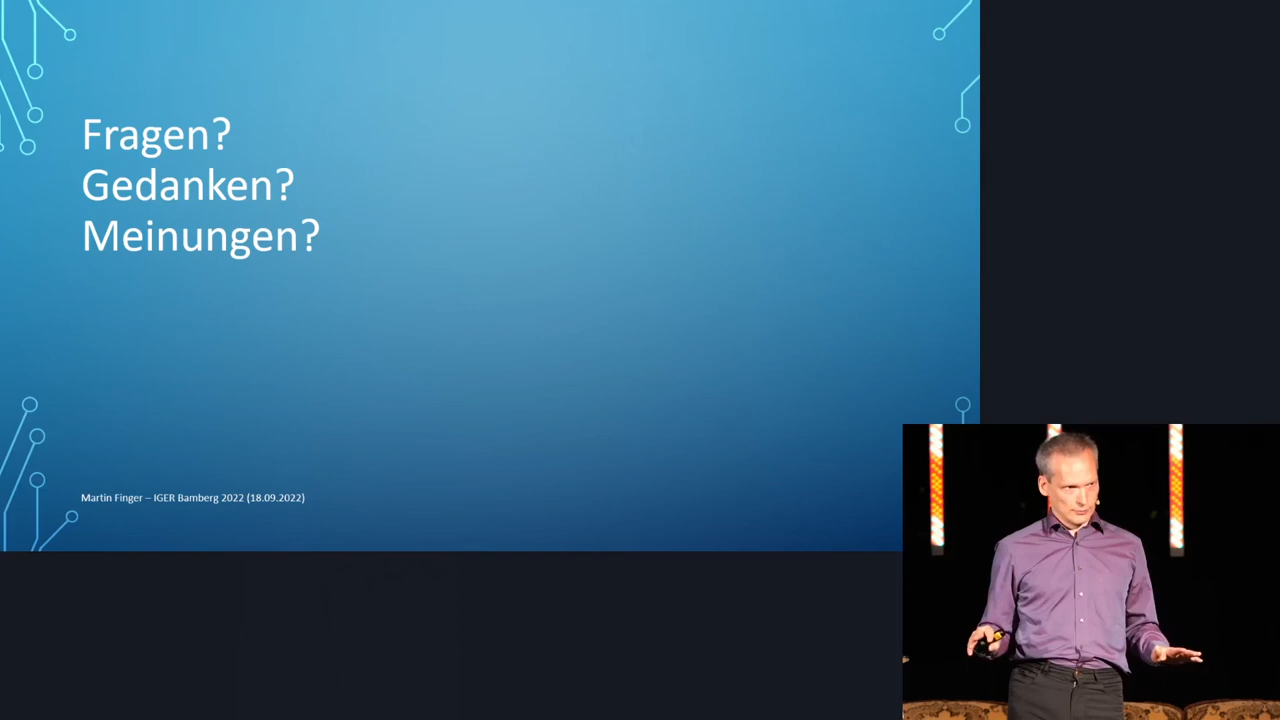 Fragen?
Gedanken?
Meinungen?
Martin Finger – IGER Bamberg 2022 (18.09.2022)